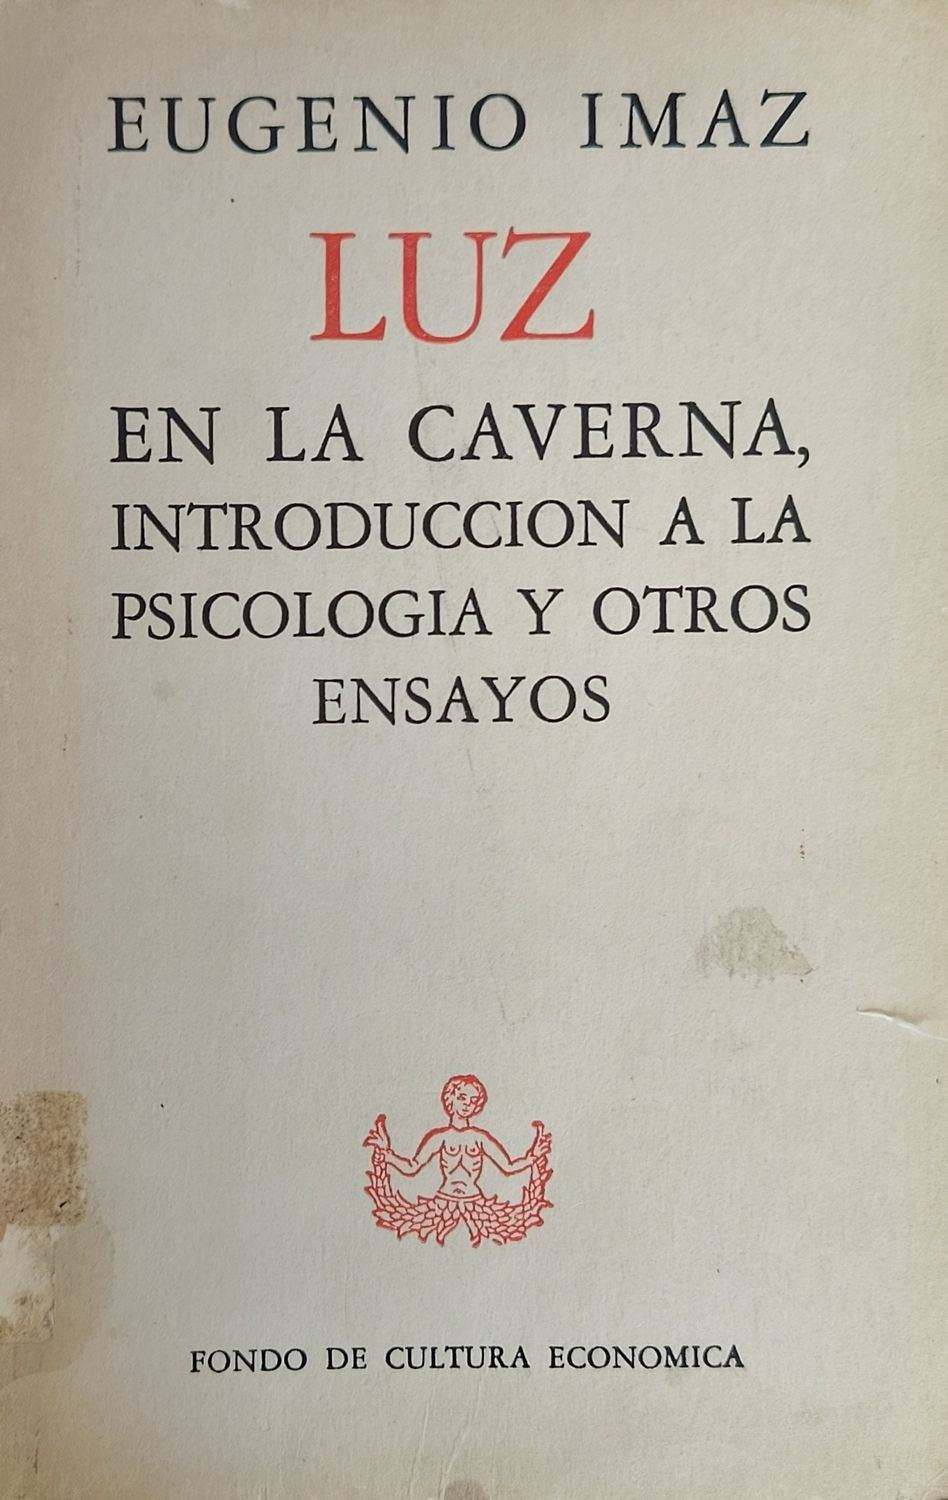 EUGENIO IMAZ
LUZ
EN LA CAVERNA,
INTRODUCCION A LA
PSICOLOGIA Y OTROS
ENSAYOS
FONDO DE CULTURA ECONOMICA